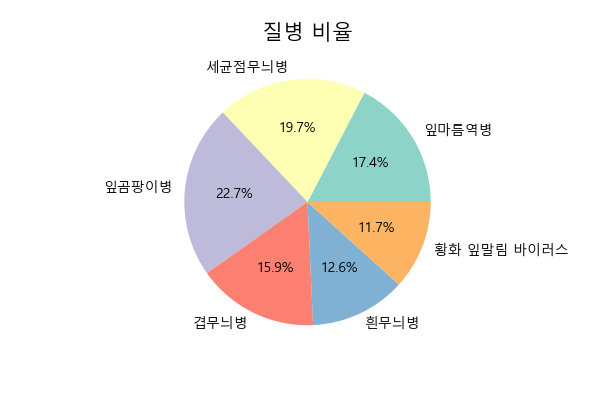 질병 비율
세균점무늬병
19.7%
잎마름역병
17.4%
잎곰팡이병
22.7%
황화 잎말림 바이러스
11.7%
겹무늬병
15.9%
흰무늬병
12.6%